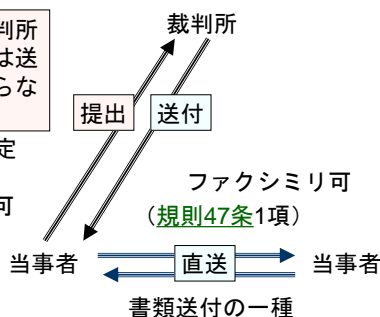 裁判所
判所
は送
らな
提出
送付
定
ファクシミリ可
可
（規則47条1項）
当事者
直送
当事者
書類送付の一種